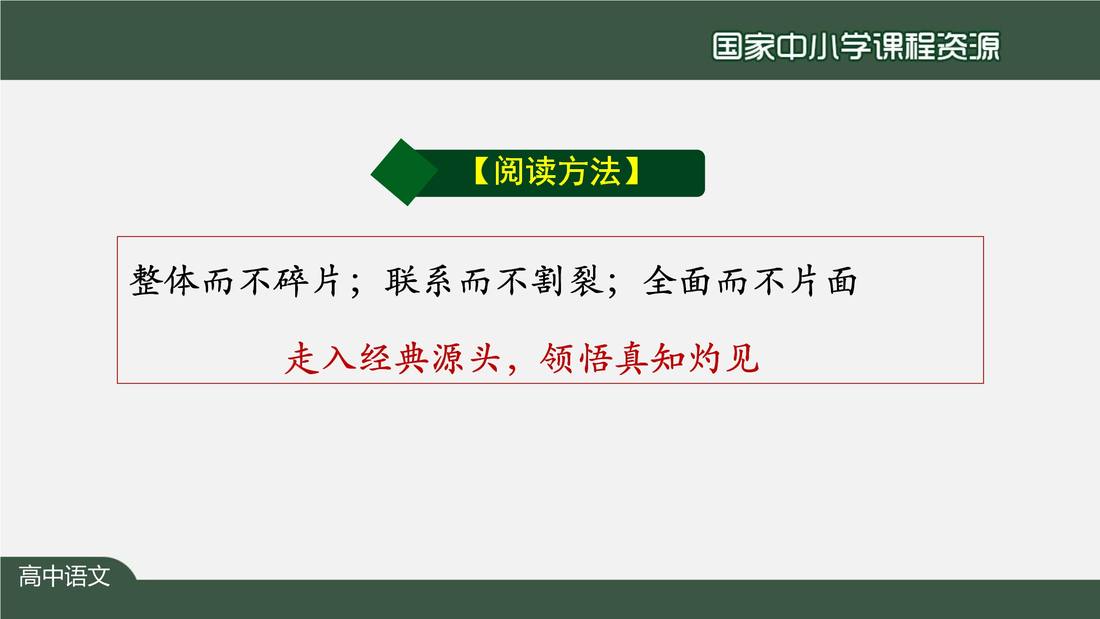 国家中小学课程资源
【阅读方法】
整体而不碎片；联系而不割裂；全面而不片面
走入经典源头，领悟真知灼见
高中语文